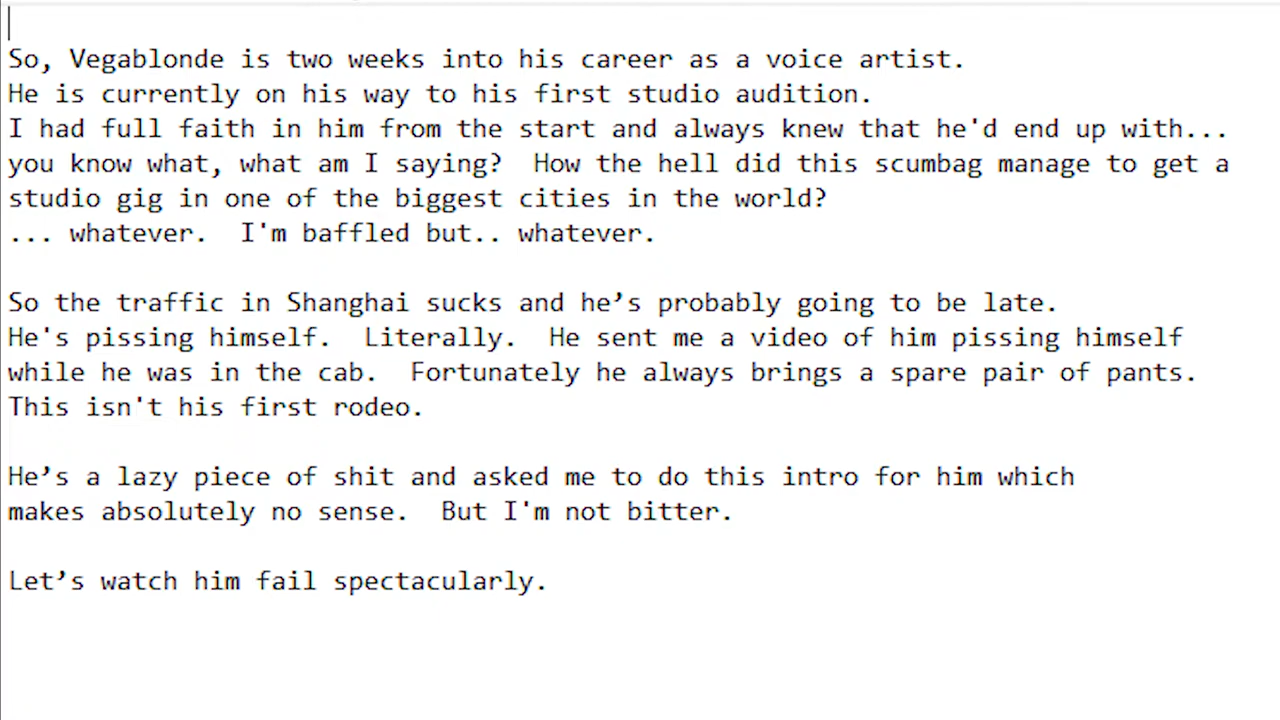 So, Vegablonde is two weeks into his career as a voice artist.
He is currently on his way to his first studio audition.
I had full faith in him from the start and always knew that he'd end up with...
you know what, what am I saying?  How the hell did this scumbag manage to get a
studio gig in one of the biggest cities in the world?
... whatever.  I'm baffled but.. whatever.
So the traffic in Shanghai sucks and he’s probably going to be late.
He's pissing himself.  Literally.  He sent me a video of him pissing himself
while he was in the cab.  Fortunately he always brings a spare pair of pants.
This isn't his first rodeo.
He’s a lazy piece of shit and asked me to do this intro for him which
makes absolutely no sense.  But I'm not bitter.
Let’s watch him fail spectacularly.